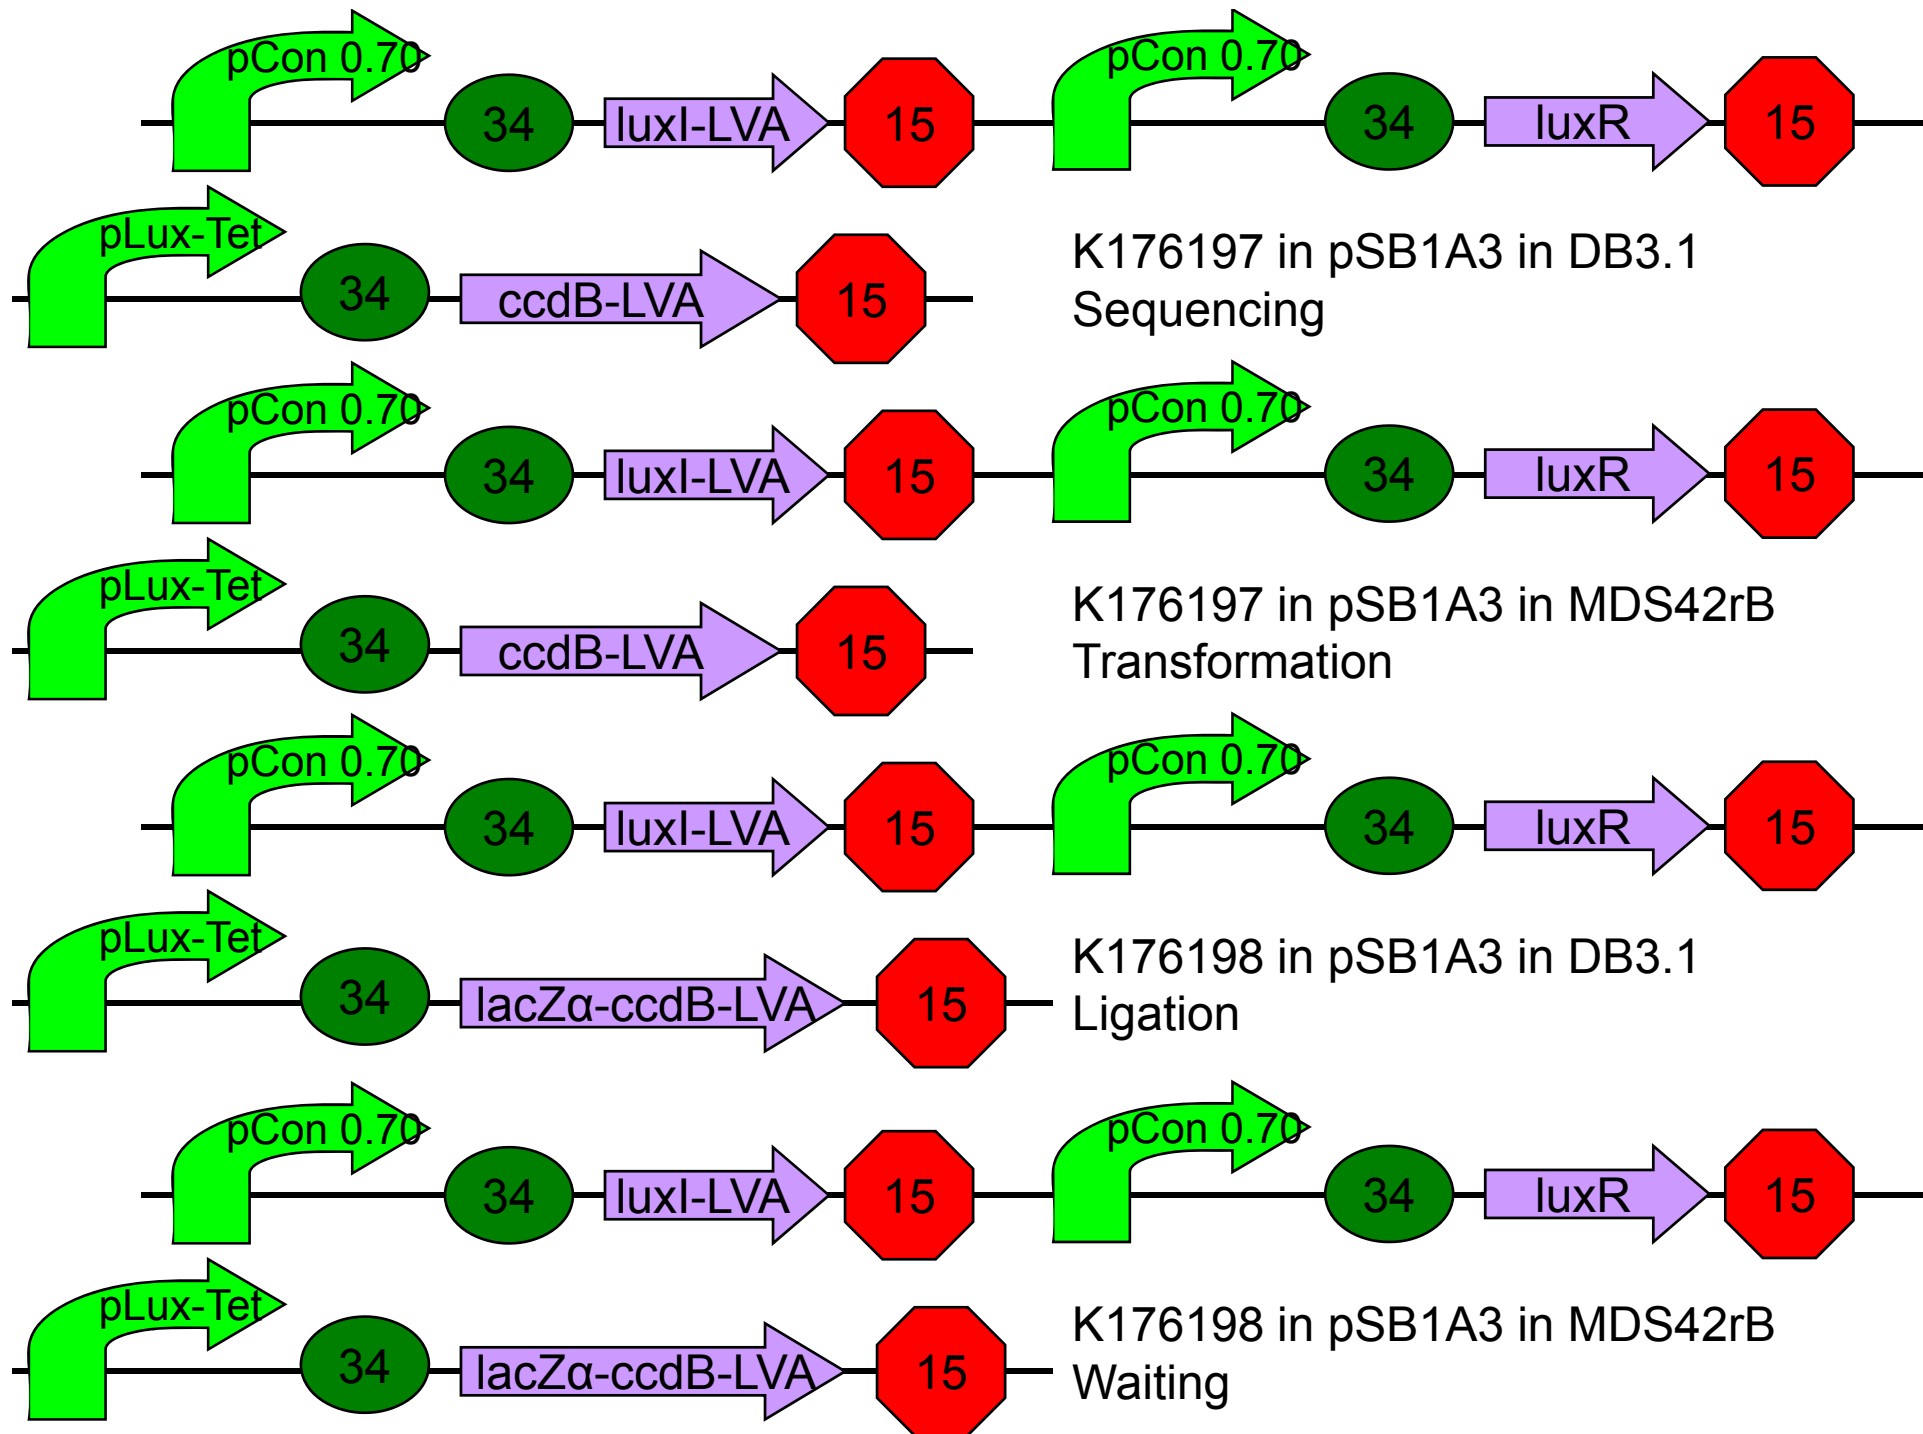 pCon 0.70 34 luxI-LVA 15 pCon 0.70 34 luxR 15
pLux-Tet 34 ccdB-LVA 15
K176197 in pSB1A3 in DB3.1
Sequencing
pCon 0.70 34 luxI-LVA 15 pCon 0.70 34 luxR 15
pLux-Tet 34 ccdB-LVA 15
K176197 in pSB1A3 in MDS42rB
Transformation
pCon 0.70 34 luxI-LVA 15 pCon 0.70 34 luxR 15
pLux-Tet 34 lacZα-ccdB-LVA 15
K176198 in pSB1A3 in DB3.1
Ligation
pCon 0.70 34 luxI-LVA 15 pCon 0.70 34 luxR 15
pLux-Tet 34 lacZα-ccdB-LVA 15
K176198 in pSB1A3 in MDS42rB
Waiting